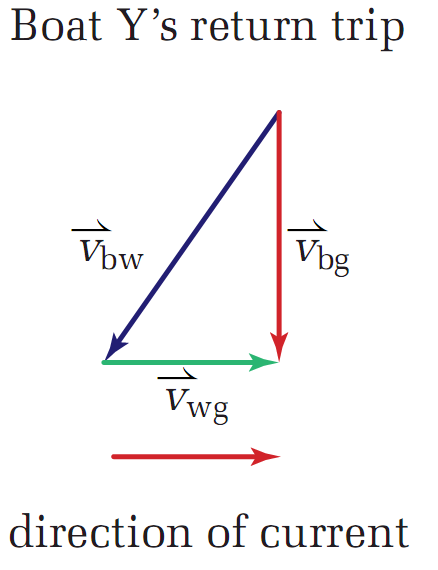 Boat Y’s return trip
v⃗bw
v⃗bg
v⃗wg
direction of current